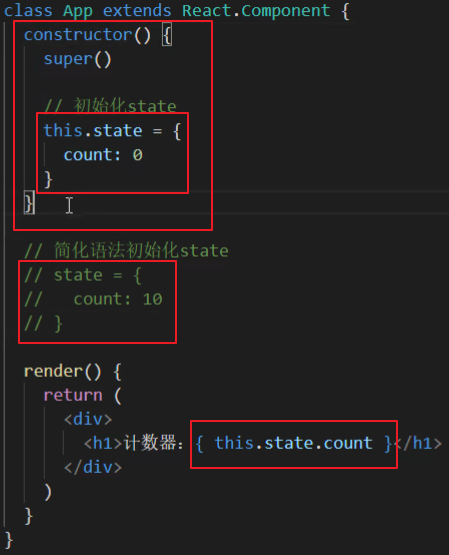 class App extends React.Component {
constructor() {
super()
// 初始化state
this.state = {
count: 0
}
}
// 简化语法初始化state
// state = {
//   count: 10
// }
render() {
return (
<div>
<h1>计数器：{ this.state.count }</h1>
</div>
)
}
}